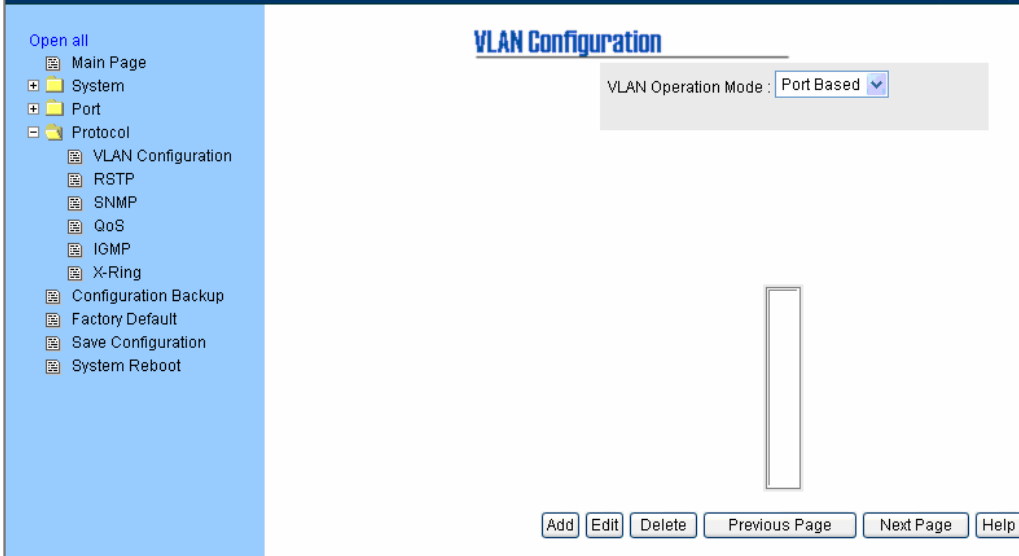 Open all
Main Page
System
Port
Protocol
VLAN Configuration
RSTP
SNMP
QoS
IGMP
X-Ring
Configuration Backup
Factory Default
Save Configuration
System Reboot
VLAN Configuration
VLAN Operation Mode : Port Based
Add Edit Delete Previous Page Next Page Help